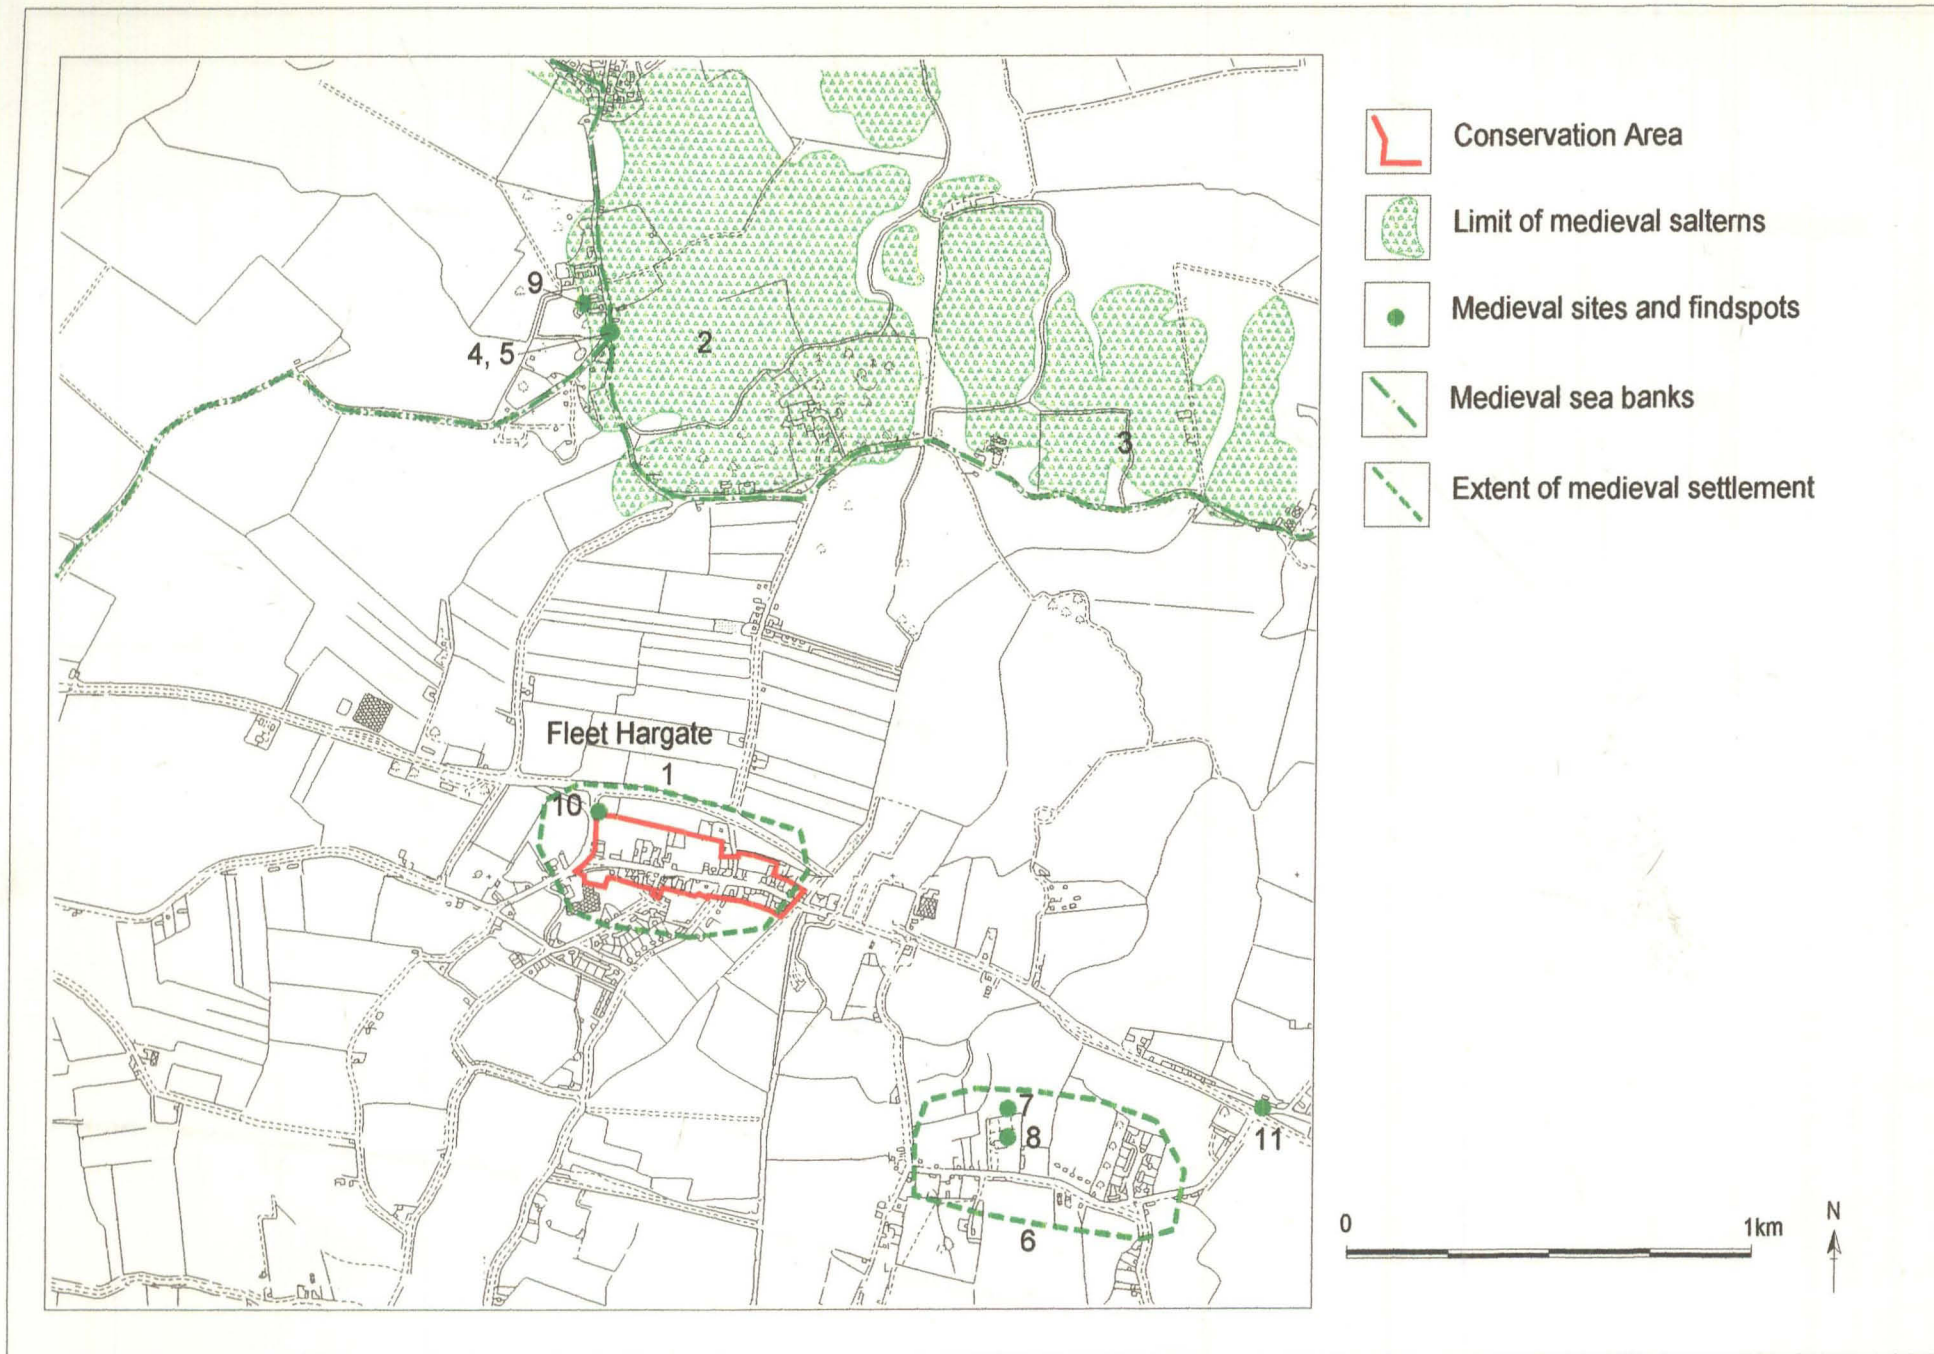 9
4, 5
2
3
Fleet Hargate
1
10
7
8
11
6
Conservation Area
Limit of medieval salterns
Medieval sites and findspots
Medieval sea banks
Extent of medieval settlement
0
1km
N